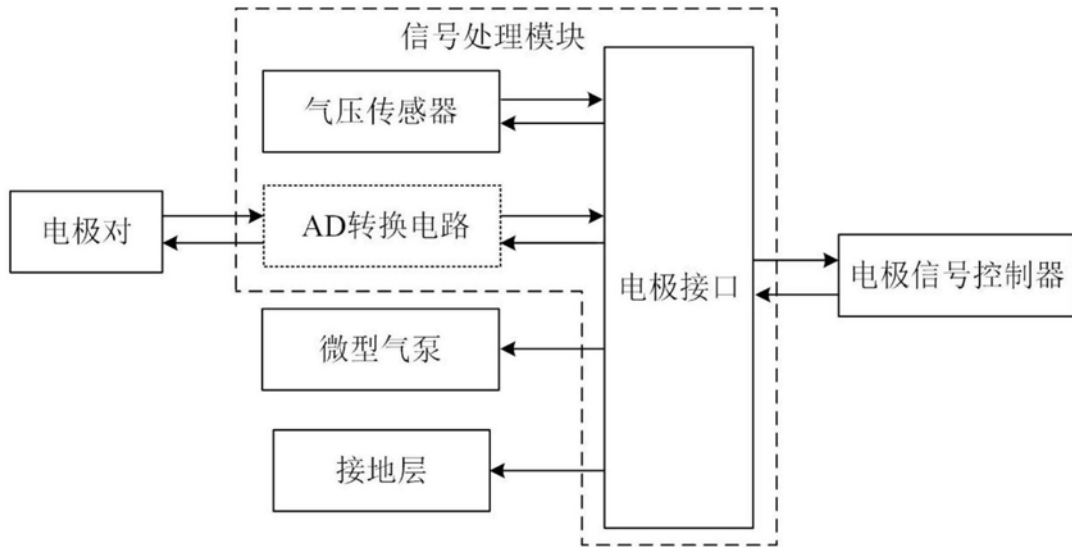 信号处理模块
气压传感器
电极对
AD转换电路
电极接口
电极信号控制器
微型气泵
接地层